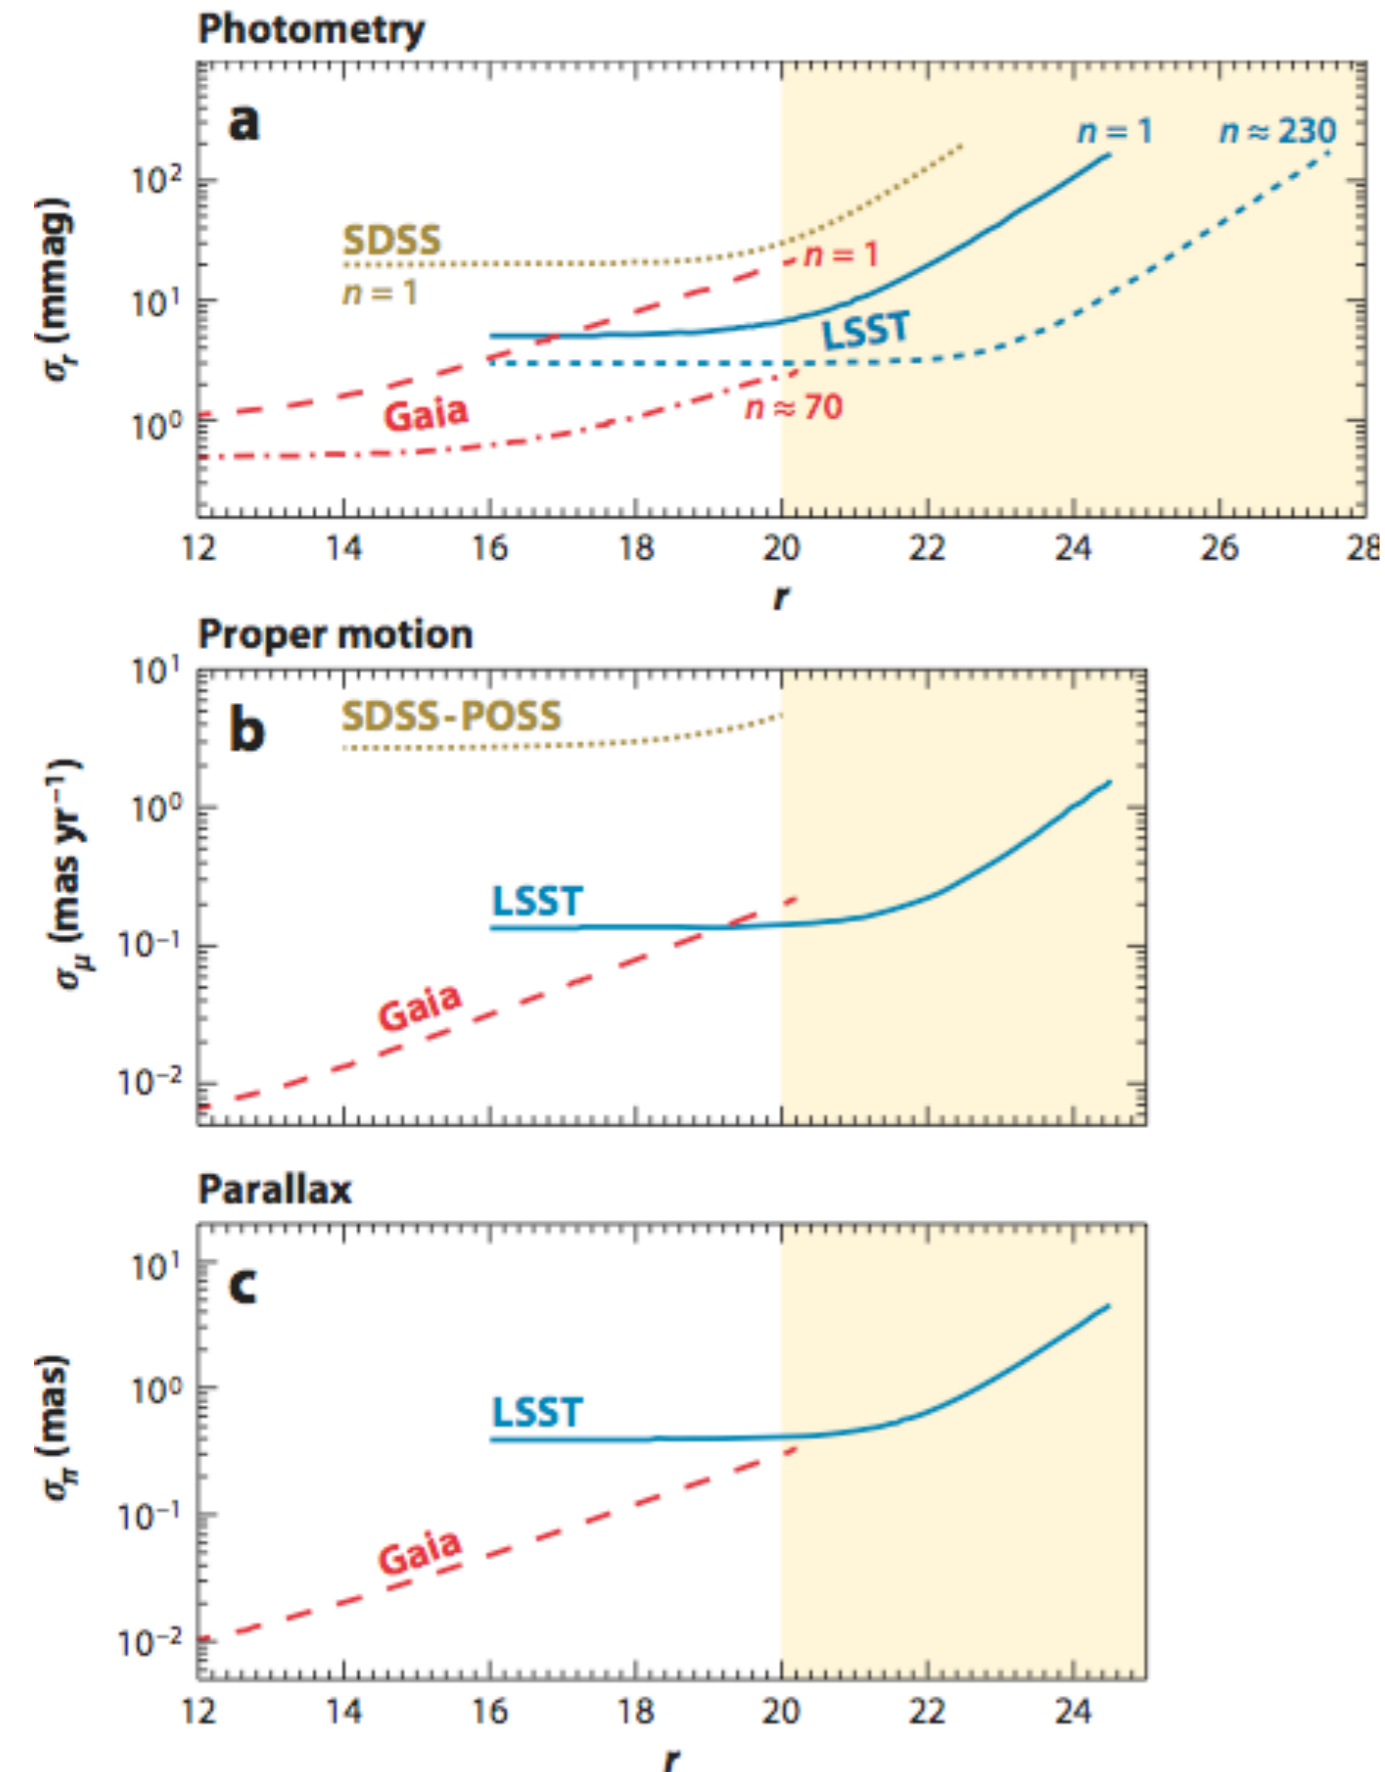 Photometry
a
n = 1
n ≈ 230
10²
SDSS
n = 1
n = 1
10¹
LSST
Gaia
n ≈ 70
10⁰
σᵣ (mmag)
12 14 16 18 20 22 24 26 28
r
Proper motion
10¹
b
SDSS-POSS
10⁰
LSST
10⁻¹
Gaia
10⁻²
σμ (mas yr⁻¹)
Parallax
10¹
c
10⁰
LSST
10⁻¹
Gaia
10⁻²
σπ (mas)
12 14 16 18 20 22 24
r